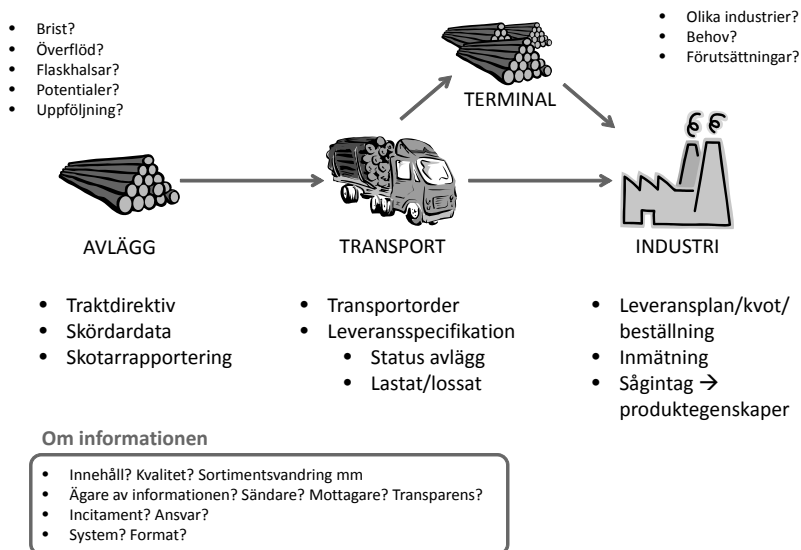 • Brist?
• Överflöd?
• Flaskhalsar?
• Potentialer?
• Uppföljning?
• Olika industrier?
• Behov?
• Förutsättningar?
TERMINAL
AVLÄGG
TRANSPORT
INDUSTRI
• Traktdirektiv
• Skördardata
• Skotarrapportering
• Transportorder
• Leveransspecifikation
• Status avlägg
• Lastat/lossat
• Leveransplan/kvot/
beställning
• Inmätning
• Sågintag →
produktegenskaper
Om informationen
• Innehåll? Kvalitet? Sortimentsvandring mm
• Ägare av informationen? Sändare? Mottagare? Transparens?
• Incitament? Ansvar?
• System? Format?